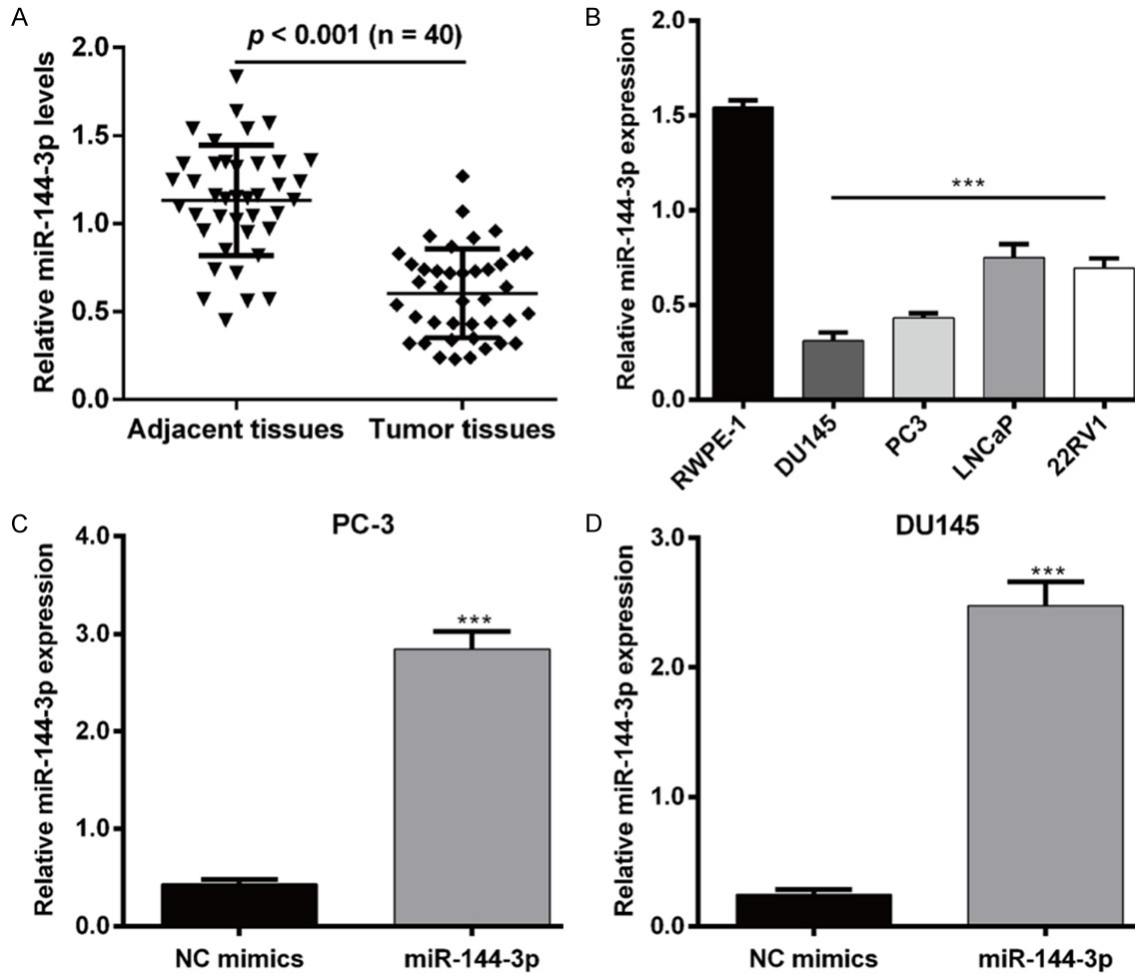 A
p < 0.001 (n = 40)
Relative miR-144-3p levels
2.0
1.5
1.0
0.5
0.0
Adjacent tissues
Tumor tissues
B
Relative miR-144-3p expression
2.0
1.5
1.0
0.5
0.0
***
RWPE-1
DU145
PC3
LNCaP
22RV1
C
PC-3
Relative miR-144-3p expression
4.0
3.0
2.0
1.0
0.0
***
NC mimics
miR-144-3p
D
DU145
Relative miR-144-3p expression
3.0
2.0
1.0
0.0
***
NC mimics
miR-144-3p